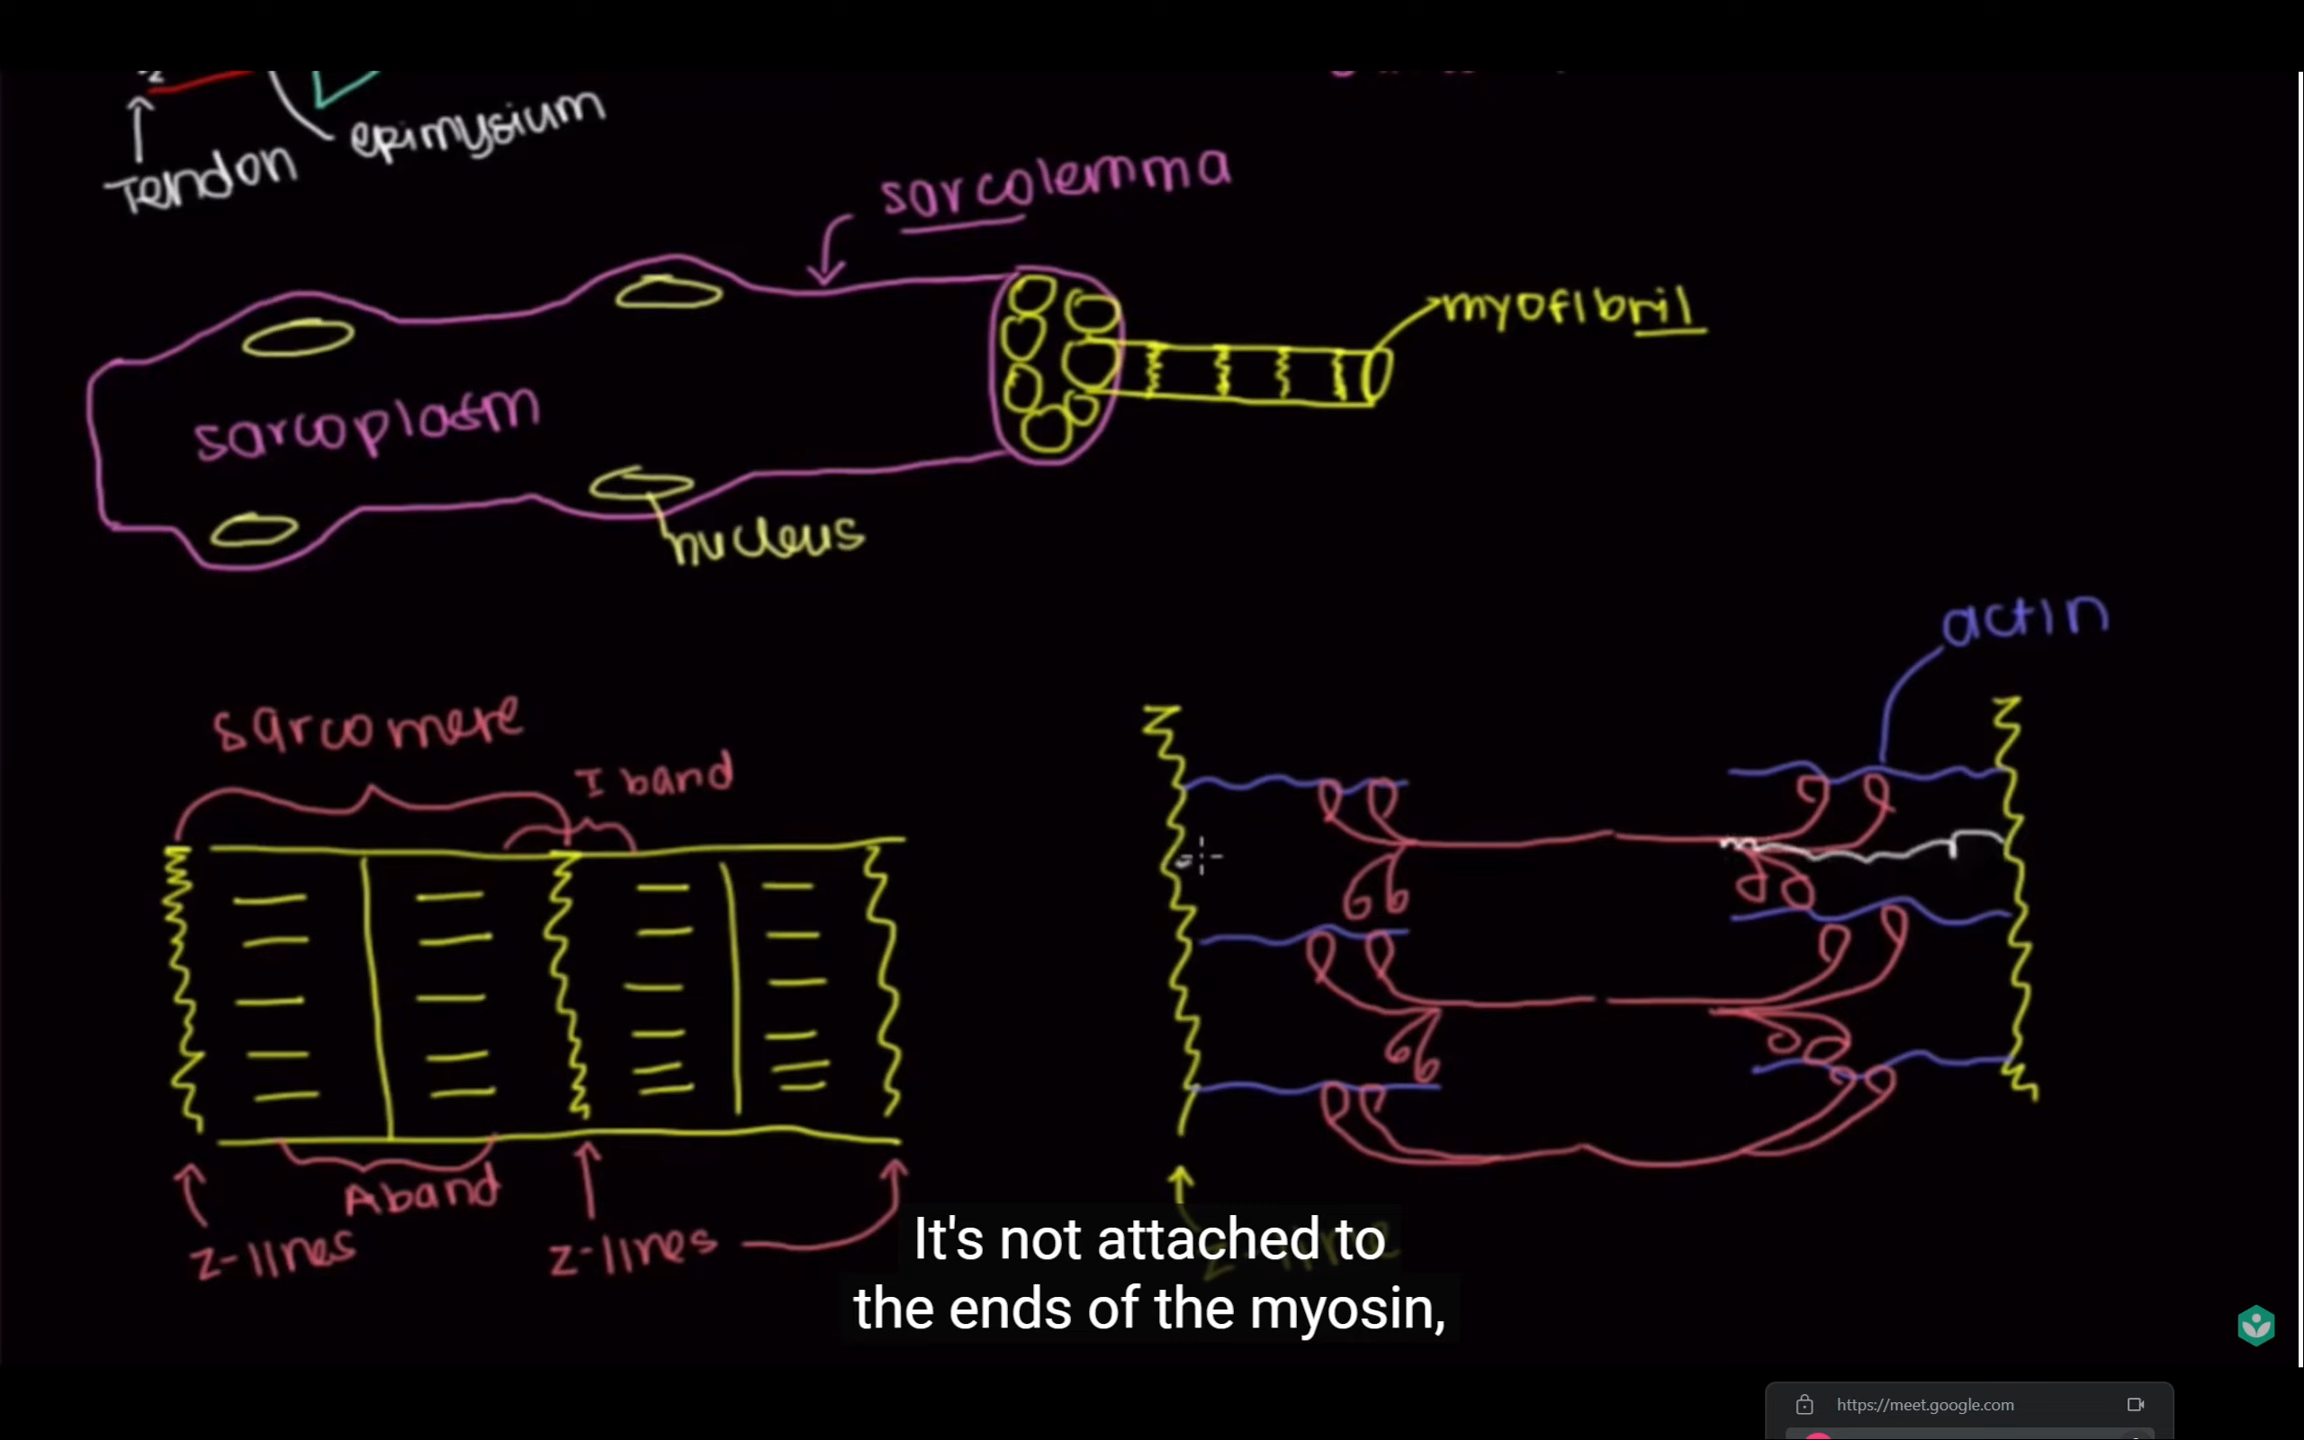 Tendon
epimysium
sarcolemma
myofibril
sarcoplasm
nucleus
actin
sarcomere
I band
A band
z-lines
z-lines
It's not attached to
the ends of the myosin,
https://meet.google.com